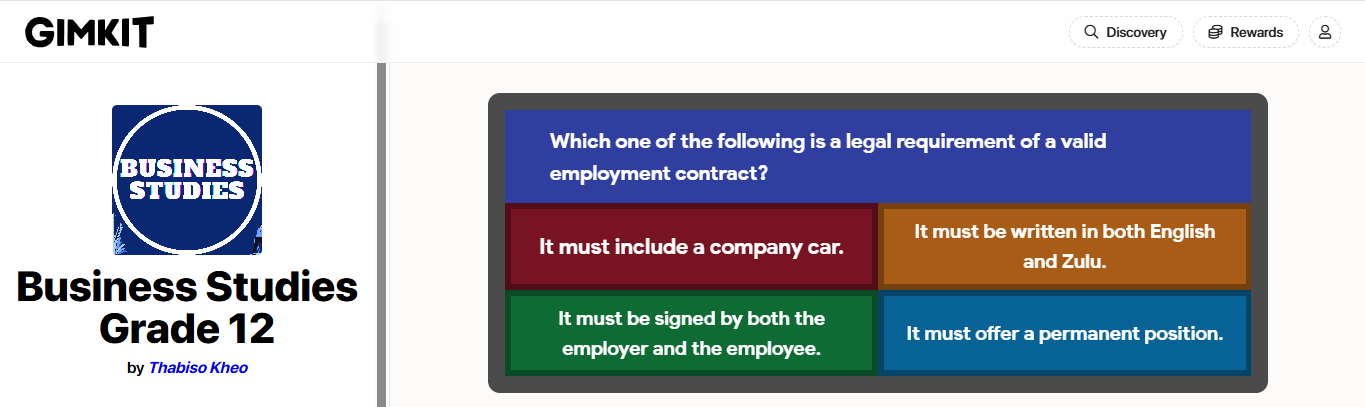 GIMKIT
Discovery
Rewards
BUSINESS
STUDIES
Business Studies
Grade 12
by Thabiso Kheo
Which one of the following is a legal requirement of a valid
employment contract?
It must include a company car.
It must be written in both English
and Zulu.
It must be signed by both the
employer and the employee.
It must offer a permanent position.